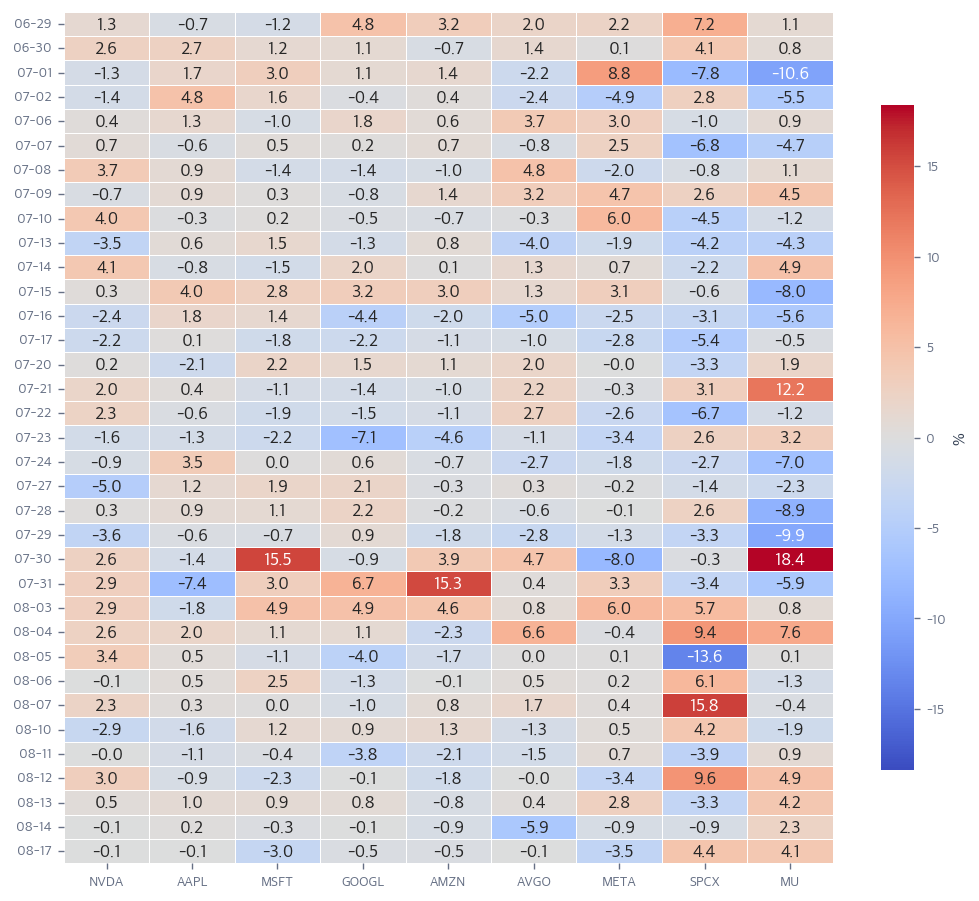 06-29 1.3 -0.7 -1.2 4.8 3.2 2.0 2.2 7.2 1.1
06-30 2.6 2.7 1.2 1.1 -0.7 1.4 0.1 4.1 0.8
07-01 -1.3 1.7 3.0 1.1 1.4 -2.2 8.8 -7.8 -10.6
07-02 -1.4 4.8 1.6 -0.4 0.4 -2.4 -4.9 2.8 -5.5
07-06 0.4 1.3 -1.0 1.8 0.6 3.7 3.0 -1.0 0.9
07-07 0.7 -0.6 0.5 0.2 0.7 -0.8 2.5 -6.8 -4.7
07-08 3.7 0.9 -1.4 -1.4 -1.0 4.8 -2.0 -0.8 1.1
07-09 -0.7 0.9 0.3 -0.8 1.4 3.2 4.7 2.6 4.5
07-10 4.0 -0.3 0.2 -0.5 -0.7 -0.3 6.0 -4.5 -1.2
07-13 -3.5 0.6 1.5 -1.3 0.8 -4.0 -1.9 -4.2 -4.3
07-14 4.1 -0.8 -1.5 2.0 0.1 1.3 0.7 -2.2 4.9
07-15 0.3 4.0 2.8 3.2 3.0 1.3 3.1 -0.6 -8.0
07-16 -2.4 1.8 1.4 -4.4 -2.0 -5.0 -2.5 -3.1 -5.6
07-17 -2.2 0.1 -1.8 -2.2 -1.1 -1.0 -2.8 -5.4 -0.5
07-20 0.2 -2.1 2.2 1.5 1.1 2.0 -0.0 -3.3 1.9
07-21 2.0 0.4 -1.1 -1.4 -1.0 2.2 -0.3 3.1 12.2
07-22 2.3 -0.6 -1.9 -1.5 -1.1 2.7 -2.6 -6.7 -1.2
07-23 -1.6 -1.3 -2.2 -7.1 -4.6 -1.1 -3.4 2.6 3.2
07-24 -0.9 3.5 0.0 0.6 -0.7 -2.7 -1.8 -2.7 -7.0
07-27 -5.0 1.2 1.9 2.1 -0.3 0.3 -0.2 -1.4 -2.3
07-28 0.3 0.9 1.1 2.2 -0.2 -0.6 -0.1 2.6 -8.9
07-29 -3.6 -0.6 -0.7 0.9 -1.8 -2.8 -1.3 -3.3 -9.9
07-30 2.6 -1.4 15.5 -0.9 3.9 4.7 -8.0 -0.3 18.4
07-31 2.9 -7.4 3.0 6.7 15.3 0.4 3.3 -3.4 -5.9
08-03 2.9 -1.8 4.9 4.9 4.6 0.8 6.0 5.7 0.8
08-04 2.6 2.0 1.1 1.1 -2.3 6.6 -0.4 9.4 7.6
08-05 3.4 0.5 -1.1 -4.0 -1.7 0.0 0.1 -13.6 0.1
08-06 -0.1 0.5 2.5 -1.3 -0.1 0.5 0.2 6.1 -1.3
08-07 2.3 0.3 0.0 -1.0 0.8 1.7 0.4 15.8 -0.4
08-10 -2.9 -1.6 1.2 0.9 1.3 -1.3 0.5 4.2 -1.9
08-11 -0.0 -1.1 -0.4 -3.8 -2.1 -1.5 0.7 -3.9 0.9
08-12 3.0 -0.9 -2.3 -0.1 -1.8 -0.0 -3.4 9.6 4.9
08-13 0.5 1.0 0.9 0.8 -0.8 0.4 2.8 -3.3 4.2
08-14 -0.1 0.2 -0.3 -0.1 -0.9 -5.9 -0.9 -0.9 2.3
08-17 -0.1 -0.1 -3.0 -0.5 -0.5 -0.1 -3.5 4.4 4.1
NVDA AAPL MSFT GOOGL AMZN AVGO META SPCX MU
15
10
5
0
-5
-10
-15
%